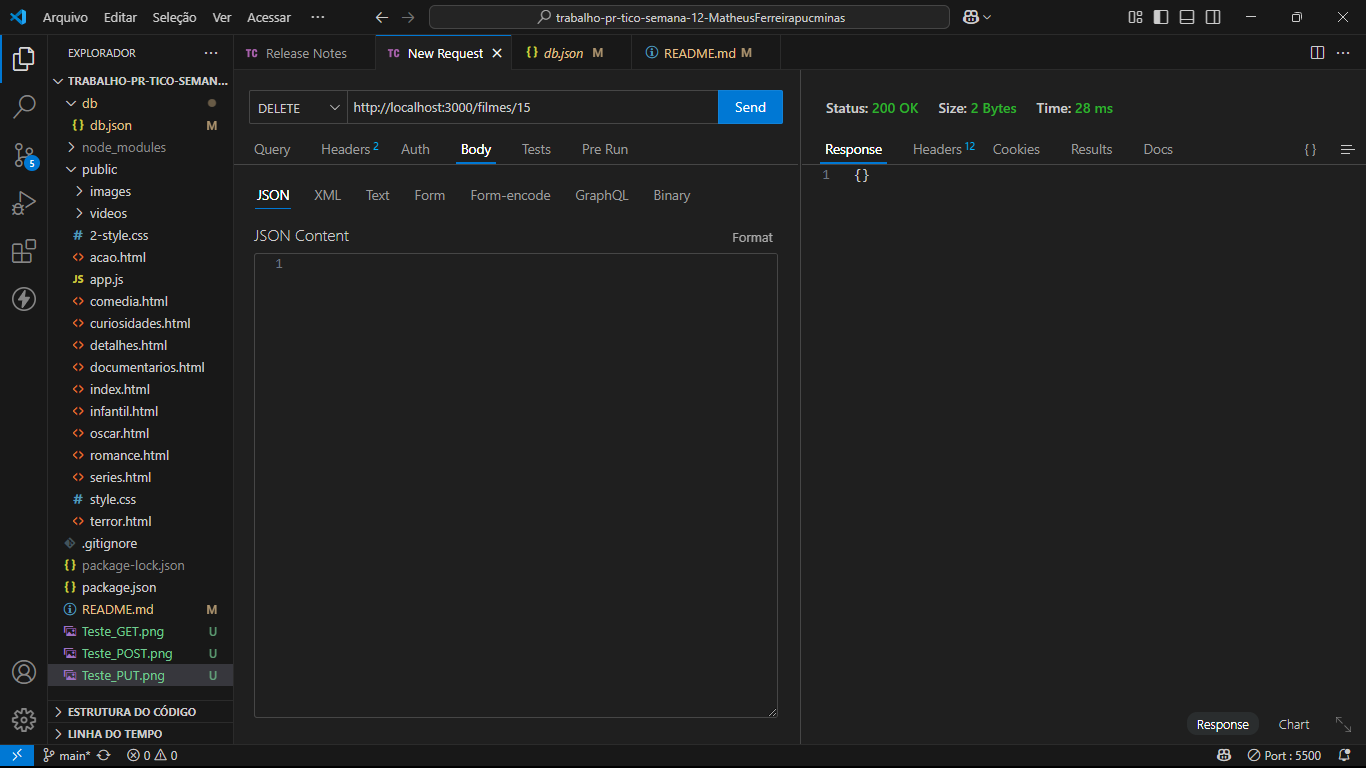 Arquivo Editar Seleção Ver Acessar ··· trabalho-pr-tico-semana-12-MatheusFerreirapucminas
EXPLORADOR ···
TRABALHO-PR-TICO-SEMAN...
db
{} db.json M
node_modules
public
images
videos
# 2-style.css
<> acao.html
JS app.js
<> comedia.html
<> curiosidades.html
<> detalhes.html
<> documentarios.html
<> index.html
<> infantil.html
<> oscar.html
<> romance.html
<> series.html
# style.css
<> terror.html
.gitignore
{} package-lock.json
{} package.json
README.md M
Teste_GET.png U
Teste_POST.png U
Teste_PUT.png U
ESTRUTURA DO CÓDIGO
LINHA DO TEMPO
5
TC Release Notes TC New Request {} db.json M README.md M ···
DELETE http://localhost:3000/filmes/15 Send
Query Headers 2 Auth Body Tests Pre Run
JSON XML Text Form Form-encode GraphQL Binary
JSON Content Format
1
Status: 200 OK Size: 2 Bytes Time: 28 ms
Response Headers 12 Cookies Results Docs {}
1 {}
Response Chart
main* 0 0 Port : 5500